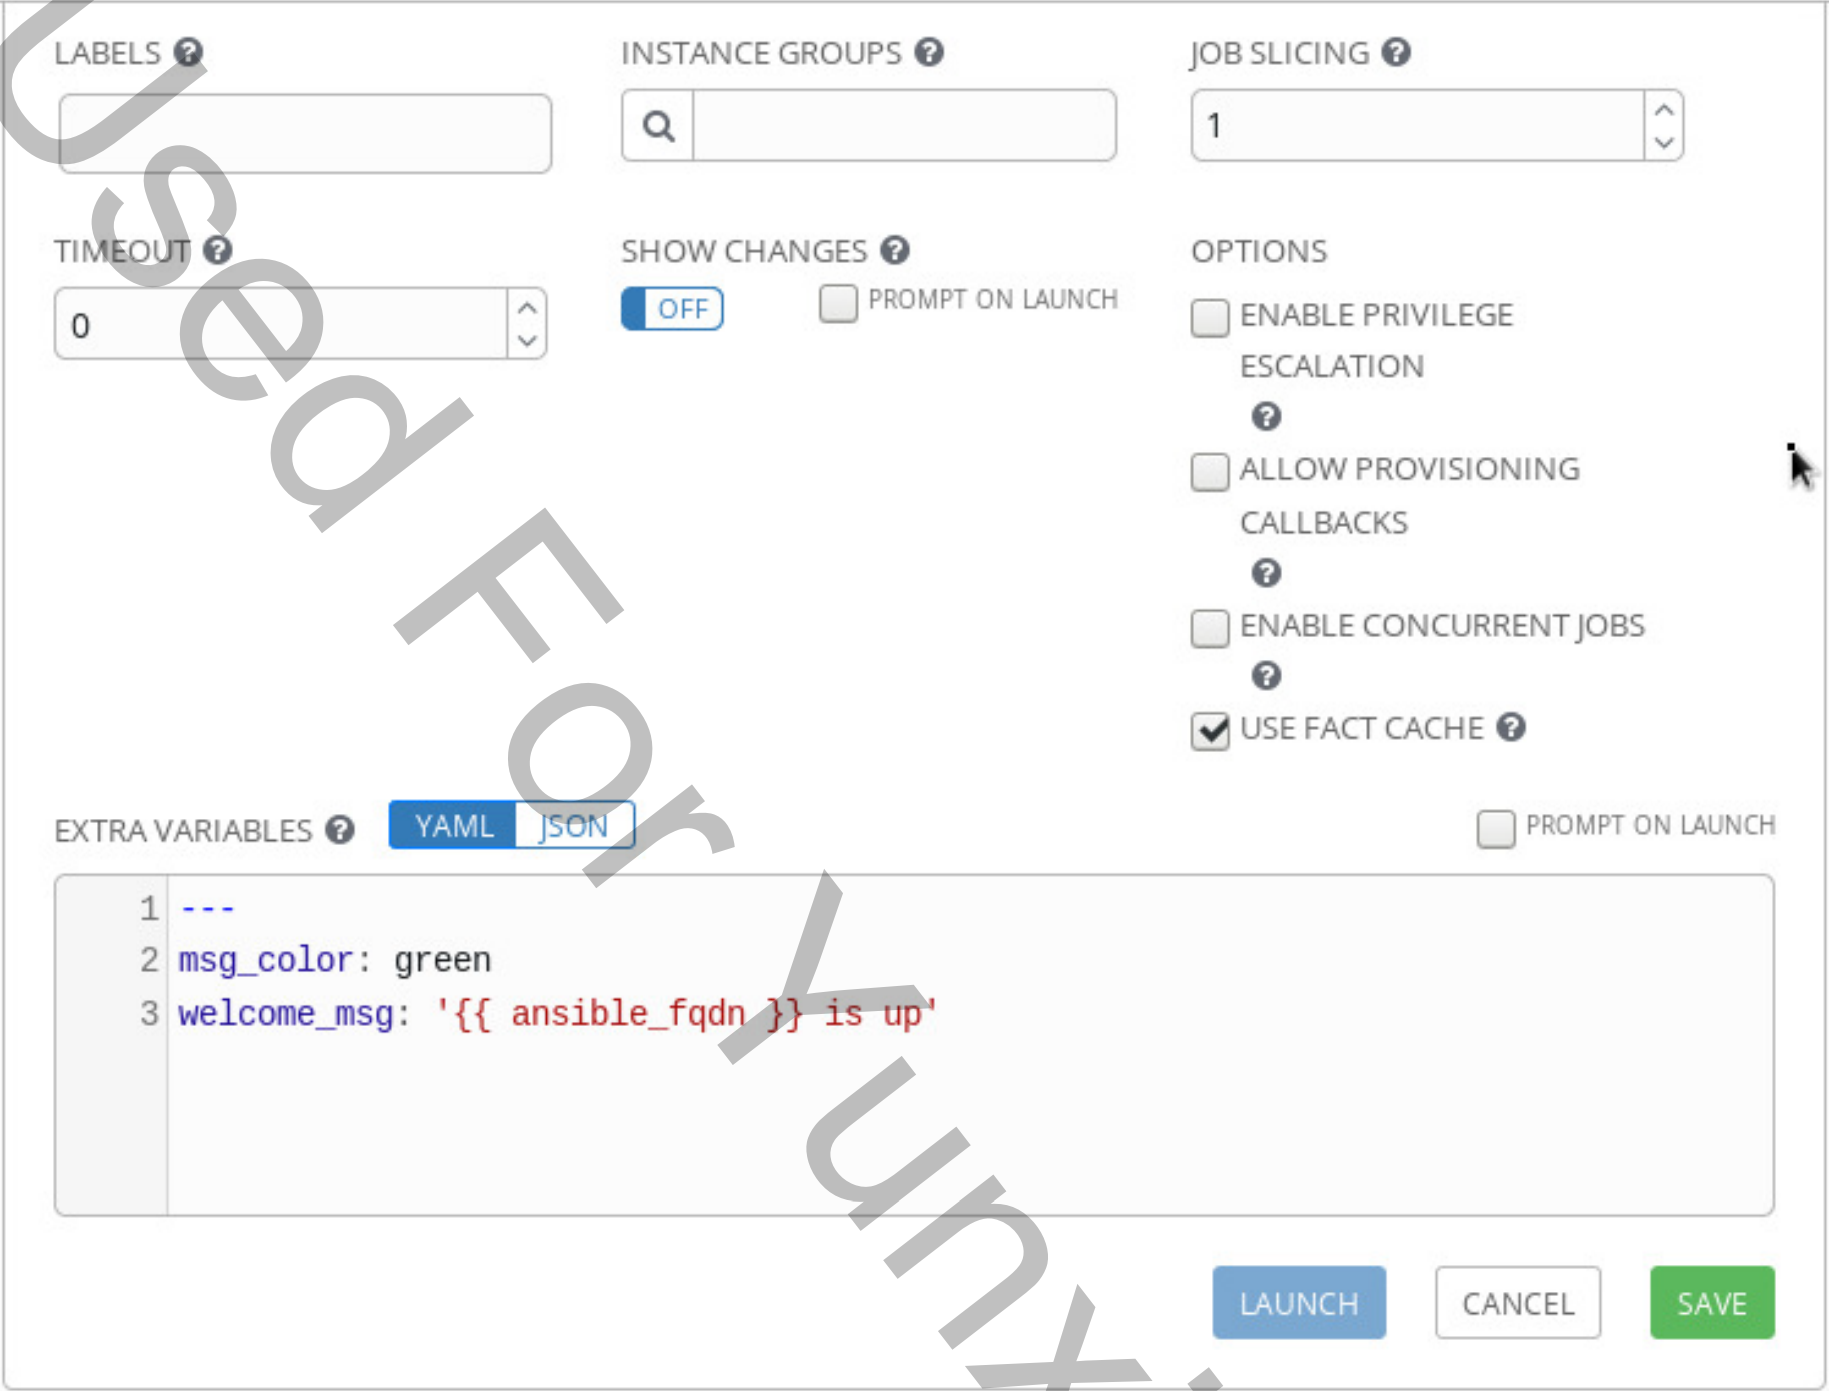 LABELS
INSTANCE GROUPS
JOB SLICING
1
TIMEOUT
0
SHOW CHANGES
OFF
PROMPT ON LAUNCH
OPTIONS
ENABLE PRIVILEGE
ESCALATION
ALLOW PROVISIONING
CALLBACKS
ENABLE CONCURRENT JOBS
USE FACT CACHE
EXTRA VARIABLES
YAML JSON
PROMPT ON LAUNCH
1 ---
2 msg_color: green
3 welcome_msg: '{{ ansible_fqdn }} is up'
LAUNCH
CANCEL
SAVE
Used For Yunxi